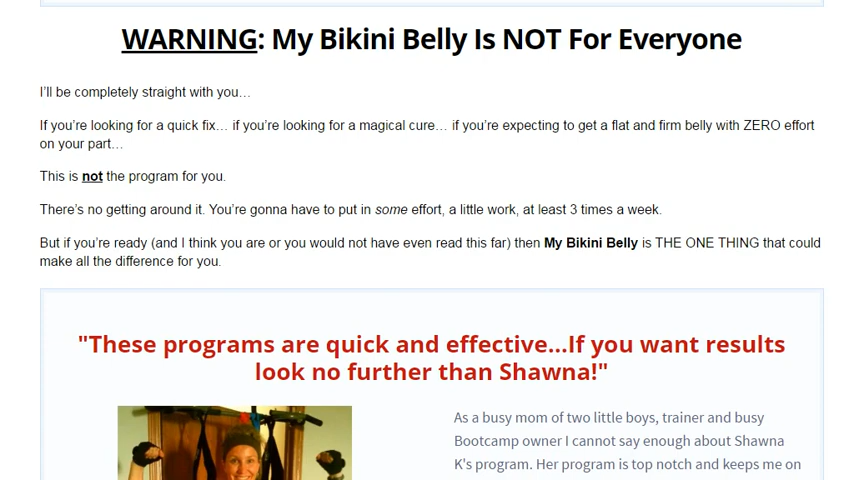 WARNING: My Bikini Belly Is NOT For Everyone
I'll be completely straight with you…
If you're looking for a quick fix… if you're looking for a magical cure… if you're expecting to get a flat and firm belly with ZERO effort
on your part…
This is not the program for you.
There's no getting around it. You're gonna have to put in some effort, a little work, at least 3 times a week.
But if you're ready (and I think you are or you would not have even read this far) then My Bikini Belly is THE ONE THING that could
make all the difference for you.
"These programs are quick and effective...If you want results
look no further than Shawna!"
As a busy mom of two little boys, trainer and busy
Bootcamp owner I cannot say enough about Shawna
K's program. Her program is top notch and keeps me on